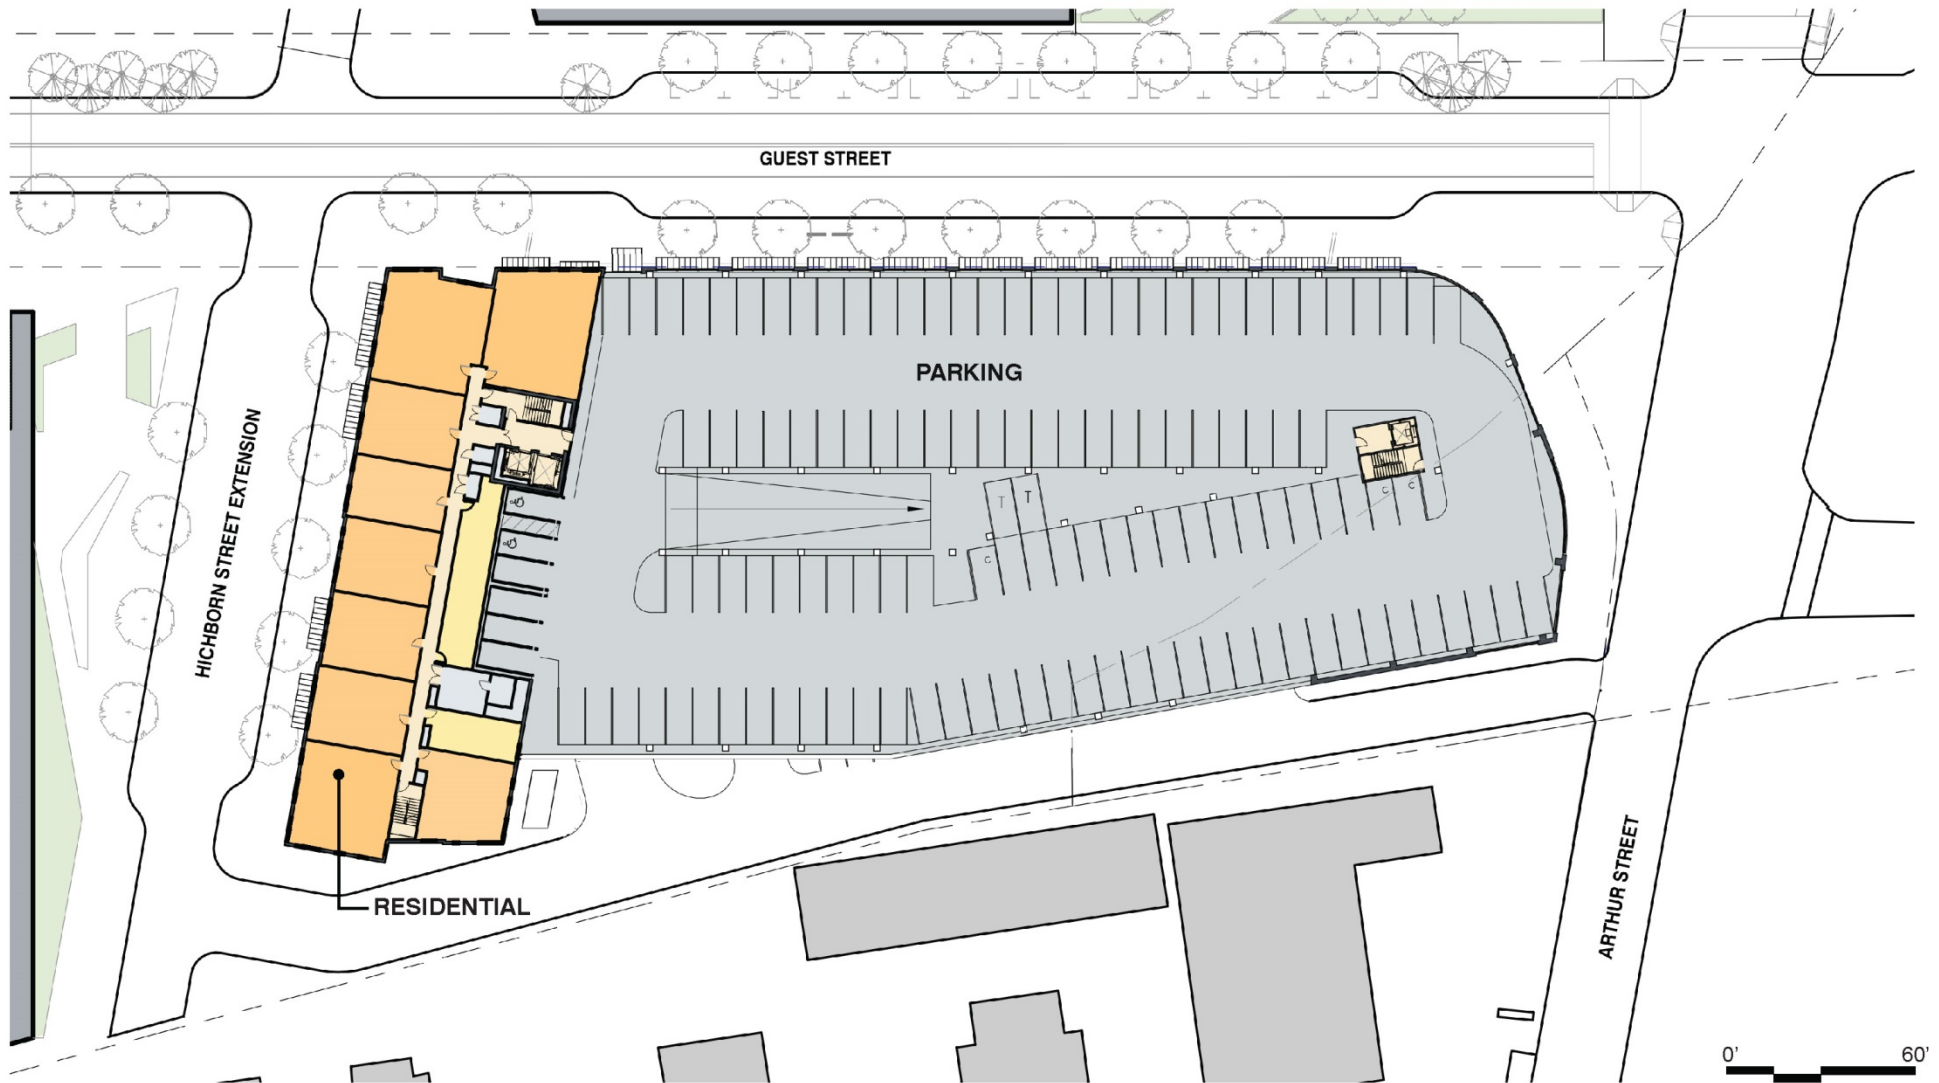 GUEST STREET
PARKING
HICHBORN STREET EXTENSION
T T
C C
C
RESIDENTIAL
ARTHUR STREET
0' 60'